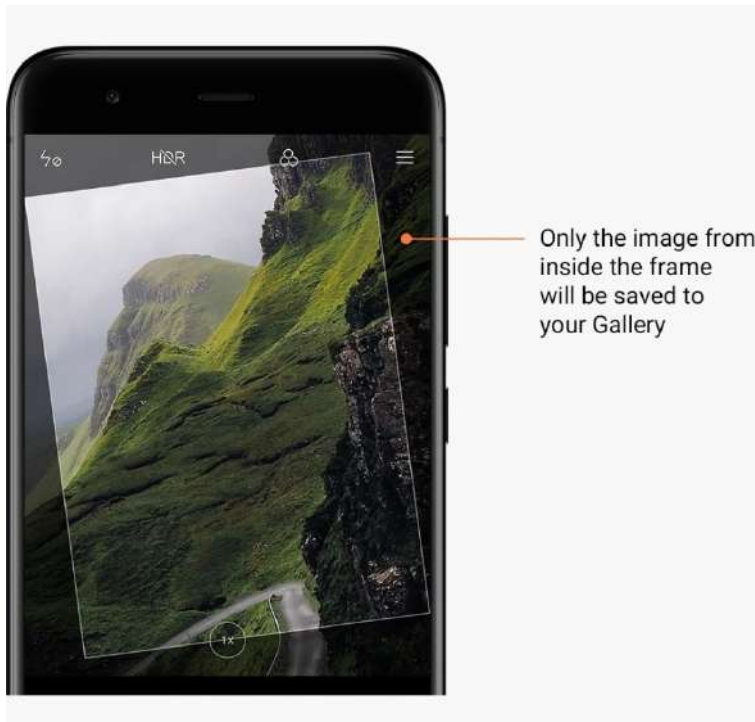 HDR
1x
Only the image from
inside the frame
will be saved to
your Gallery